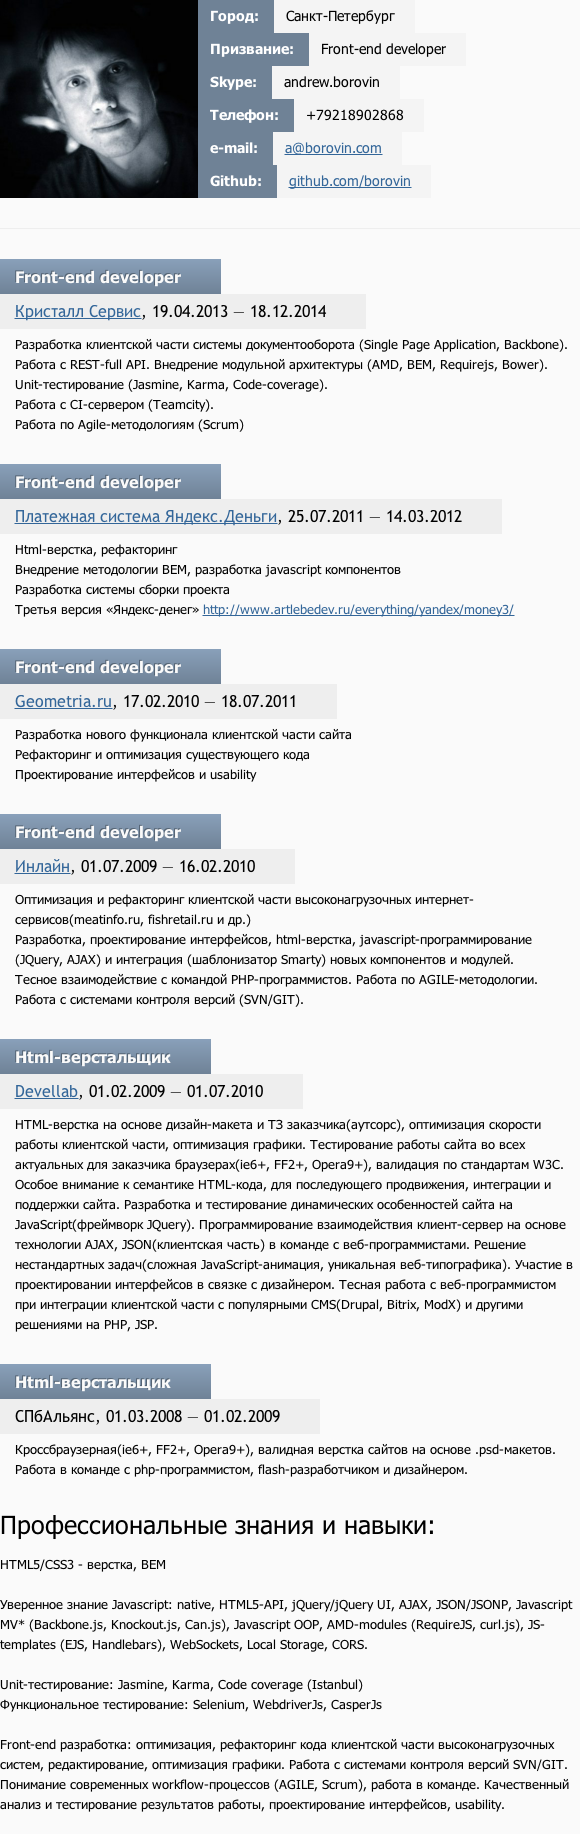 Город: Санкт-Петербург
Призвание: Front-end developer
Skype: andrew.borovin
Телефон: +79218902868
e-mail: a@borovin.com
Github: github.com/borovin
Front-end developer
Кристалл Сервис, 19.04.2013 — 18.12.2014
Разработка клиентской части системы документооборота (Single Page Application, Backbone).
Работа с REST-full API. Внедрение модульной архитектуры (AMD, BEM, Requirejs, Bower).
Unit-тестирование (Jasmine, Karma, Code-coverage).
Работа с CI-сервером (Teamcity).
Работа по Agile-методологиям (Scrum)
Front-end developer
Платежная система Яндекс.Деньги, 25.07.2011 — 14.03.2012
Html-верстка, рефакторинг
Внедрение методологии BEM, разработка javascript компонентов
Разработка системы сборки проекта
Третья версия «Яндекс-денег» http://www.artlebedev.ru/everything/yandex/money3/
Front-end developer
Geometria.ru, 17.02.2010 — 18.07.2011
Разработка нового функционала клиентской части сайта
Рефакторинг и оптимизация существующего кода
Проектирование интерфейсов и usability
Front-end developer
Инлайн, 01.07.2009 — 16.02.2010
Оптимизация и рефакторинг клиентской части высоконагрузочных интернет-
сервисов(meatinfo.ru, fishretail.ru и др.)
Разработка, проектирование интерфейсов, html-верстка, javascript-программирование
(JQuery, AJAX) и интеграция (шаблонизатор Smarty) новых компонентов и модулей.
Тесное взаимодействие с командой PHP-программистов. Работа по AGILE-методологии.
Работа с системами контроля версий (SVN/GIT).
Html-верстальщик
Devellab, 01.02.2009 — 01.07.2010
HTML-верстка на основе дизайн-макета и ТЗ заказчика(аутсорс), оптимизация скорости
работы клиентской части, оптимизация графики. Тестирование работы сайта во всех
актуальных для заказчика браузерах(ie6+, FF2+, Opera9+), валидация по стандартам W3C.
Особое внимание к семантике HTML-кода, для последующего продвижения, интеграции и
поддержки сайта. Разработка и тестирование динамических особенностей сайта на
JavaScript(фреймворк JQuery). Программирование взаимодействия клиент-сервер на основе
технологии AJAX, JSON(клиентская часть) в команде с веб-программистами. Решение
нестандартных задач(сложная JavaScript-анимация, уникальная веб-типографика). Участие в
проектировании интерфейсов в связке с дизайнером. Тесная работа с веб-программистом
при интеграции клиентской части с популярными CMS(Drupal, Bitrix, ModX) и другими
решениями на PHP, JSP.
Html-верстальщик
СПбАльянс, 01.03.2008 — 01.02.2009
Кроссбраузерная(ie6+, FF2+, Opera9+), валидная верстка сайтов на основе .psd-макетов.
Работа в команде с php-программистом, flash-разработчиком и дизайнером.
Профессиональные знания и навыки:
HTML5/CSS3 - верстка, BEM
Уверенное знание Javascript: native, HTML5-API, jQuery/jQuery UI, AJAX, JSON/JSONP, Javascript
MV* (Backbone.js, Knockout.js, Can.js), Javascript OOP, AMD-modules (RequireJS, curl.js), JS-
templates (EJS, Handlebars), WebSockets, Local Storage, CORS.
Unit-тестирование: Jasmine, Karma, Code coverage (Istanbul)
Функциональное тестирование: Selenium, WebdriverJs, CasperJs
Front-end разработка: оптимизация, рефакторинг кода клиентской части высоконагрузочных
систем, редактирование, оптимизация графики. Работа с системами контроля версий SVN/GIT.
Понимание современных workflow-процессов (AGILE, Scrum), работа в команде. Качественный
анализ и тестирование результатов работы, проектирование интерфейсов, usability.